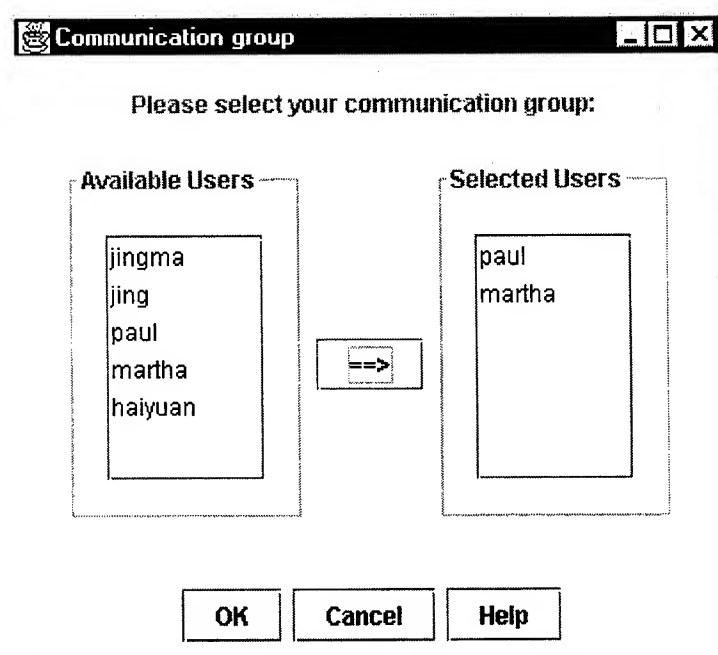 Communication group
Please select your communication group:
Available Users
jingma
jing
paul
martha
haiyuan
==>
Selected Users
paul
martha
OK Cancel Help